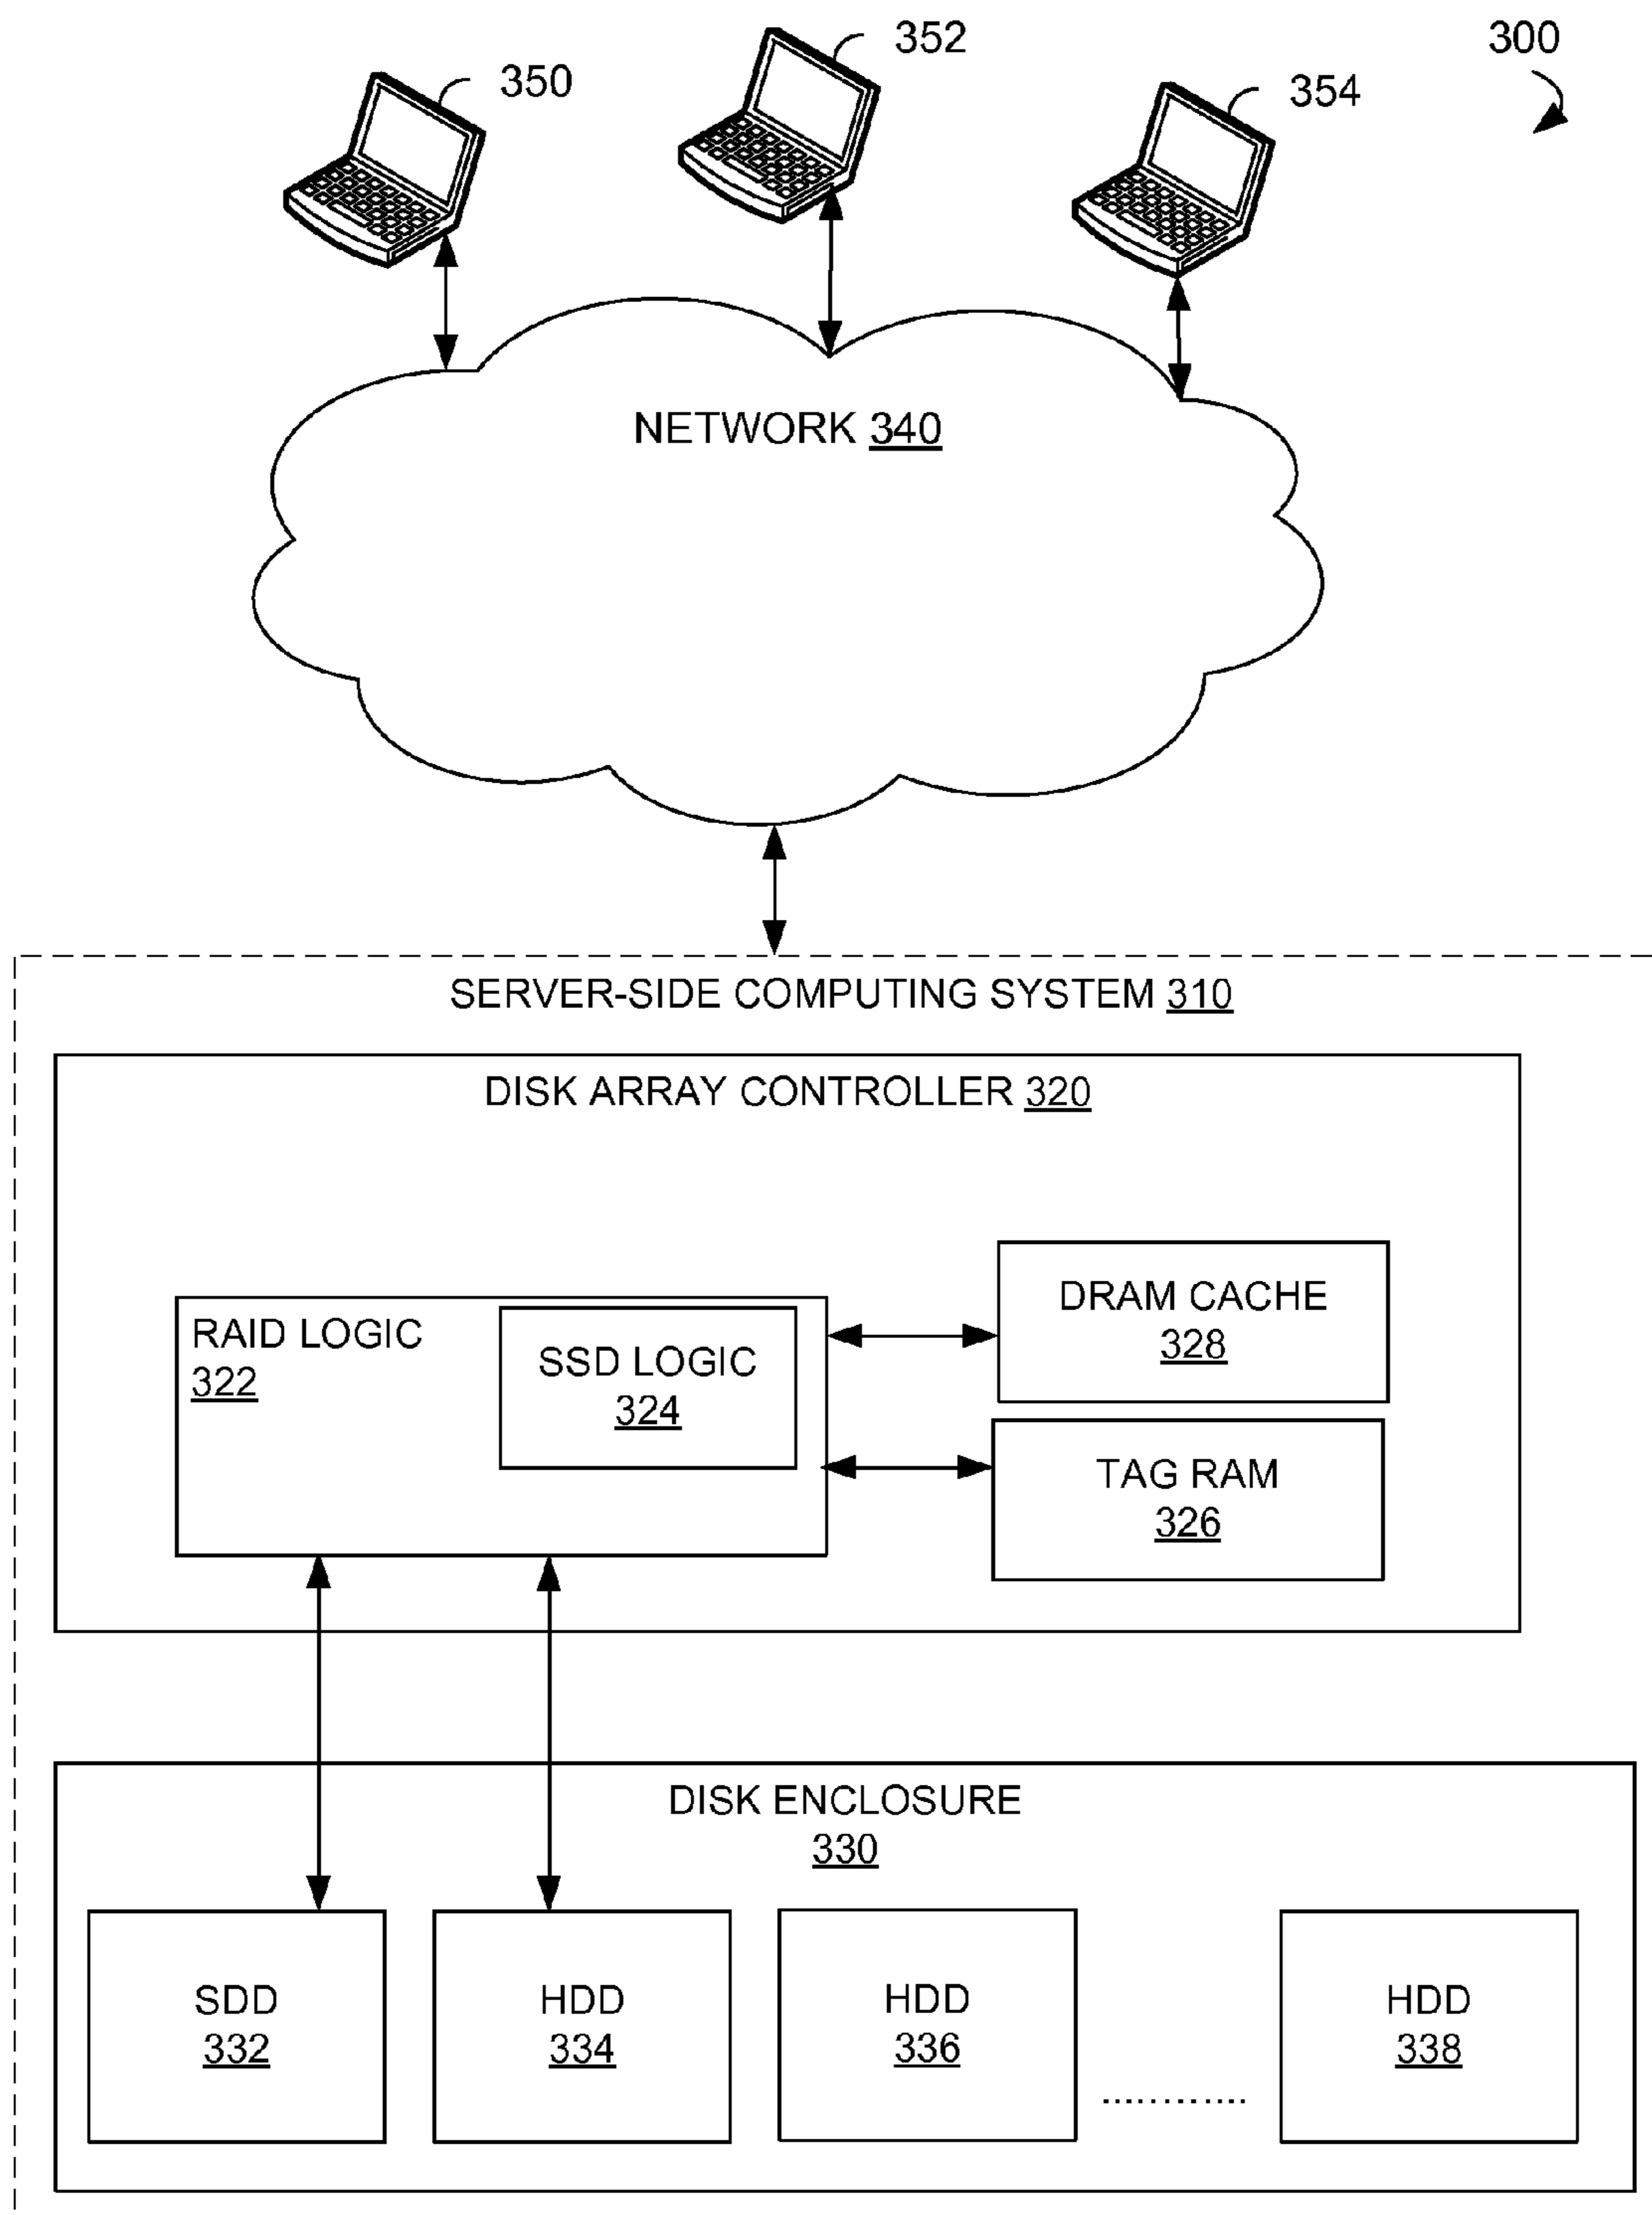 350
352
354
300
NETWORK 340
SERVER-SIDE COMPUTING SYSTEM 310
DISK ARRAY CONTROLLER 320
RAID LOGIC
322
SSD LOGIC
324
DRAM CACHE
328
TAG RAM
326
DISK ENCLOSURE
330
SDD
332
HDD
334
HDD
336
............
HDD
338